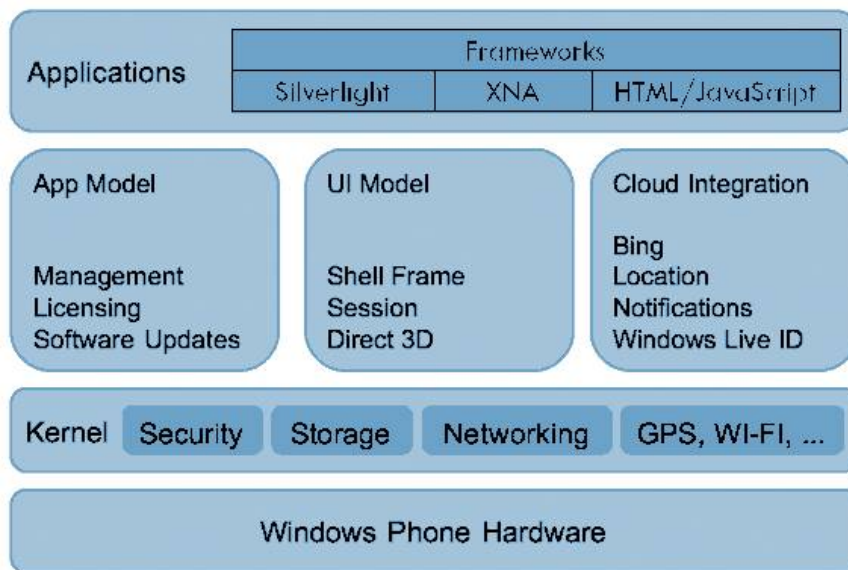 Applications
Frameworks
Silverlight XNA HTML/JavaScript
App Model
Management
Licensing
Software Updates
UI Model
Shell Frame
Session
Direct 3D
Cloud Integration
Bing
Location
Notifications
Windows Live ID
Kernel Security Storage Networking GPS, WI-FI, ...
Windows Phone Hardware